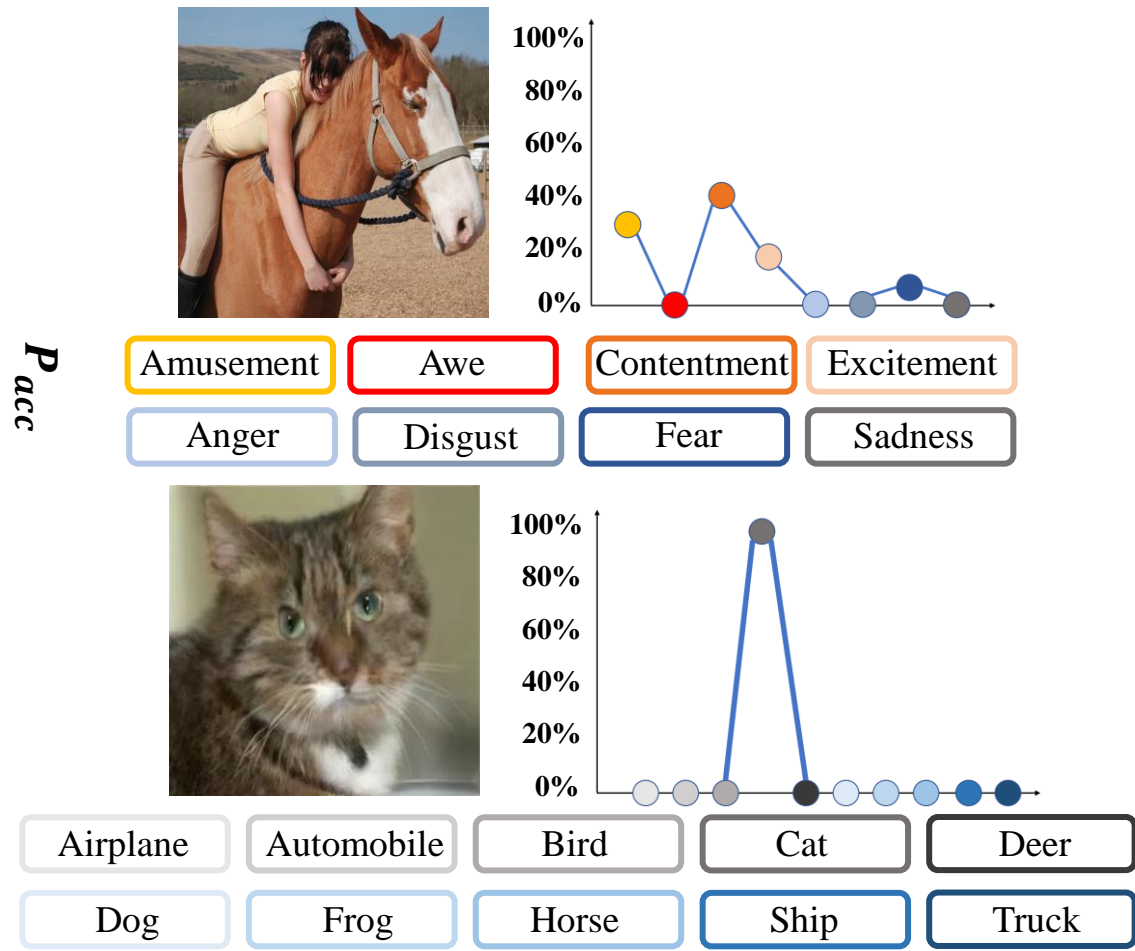 100%
80%
60%
40%
20%
0%
P_acc
Amusement Awe Contentment Excitement
Anger Disgust Fear Sadness
100%
80%
60%
40%
20%
0%
Airplane Automobile Bird Cat Deer
Dog Frog Horse Ship Truck